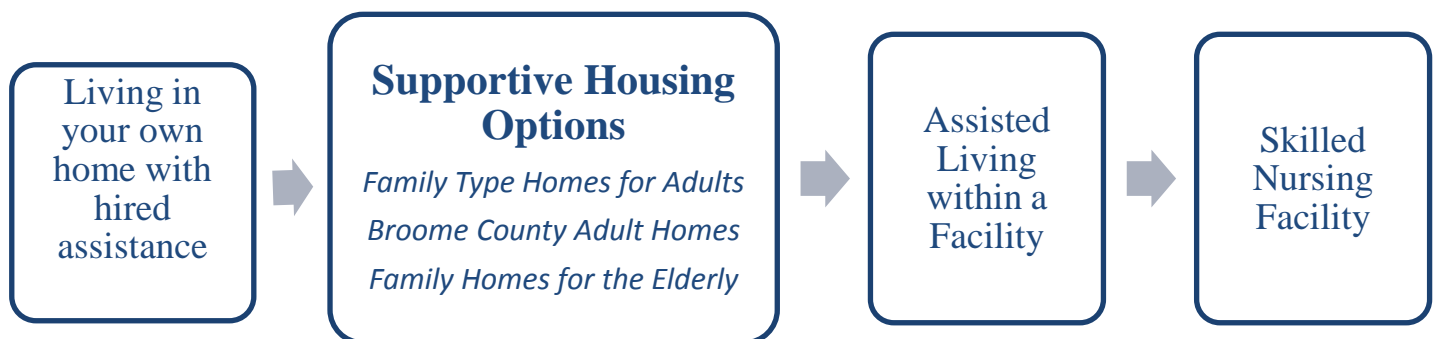 Living in
your own
home with
hired
assistance
Supportive Housing
Options
Family Type Homes for Adults
Broome County Adult Homes
Family Homes for the Elderly
Assisted
Living
within a
Facility
Skilled
Nursing
Facility